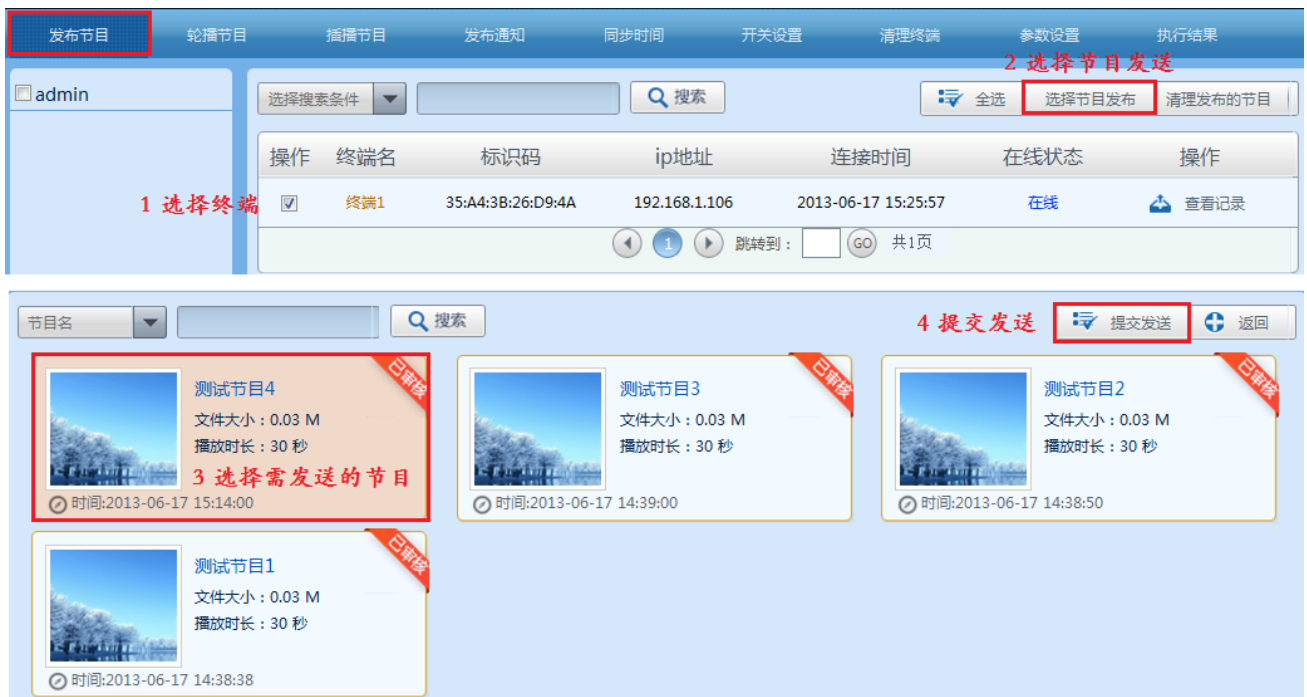 发布节目 轮播节目 插播节目 发布通知 同步时间 开关设置 清理终端 参数设置 执行结果
2 选择节目发送
admin
选择搜索条件 搜索 全选 选择节目发布 清理发布的节目
操作 终端名 标识码 ip地址 连接时间 在线状态 操作
1 选择终端 终端1 35:A4:3B:26:D9:4A 192.168.1.106 2013-06-17 15:25:57 在线 查看记录
1 跳转到: GO 共1页
节目名 搜索 4 提交发送 提交发送 返回
已审核 已审核 已审核
测试节目4 测试节目3 测试节目2
文件大小:0.03 M 文件大小:0.03 M 文件大小:0.03 M
播放时长:30 秒 播放时长:30 秒 播放时长:30 秒
3 选择需发送的节目
时间:2013-06-17 15:14:00 时间:2013-06-17 14:39:00 时间:2013-06-17 14:38:50
已审核
测试节目1
文件大小:0.03 M
播放时长:30 秒
时间:2013-06-17 14:38:38